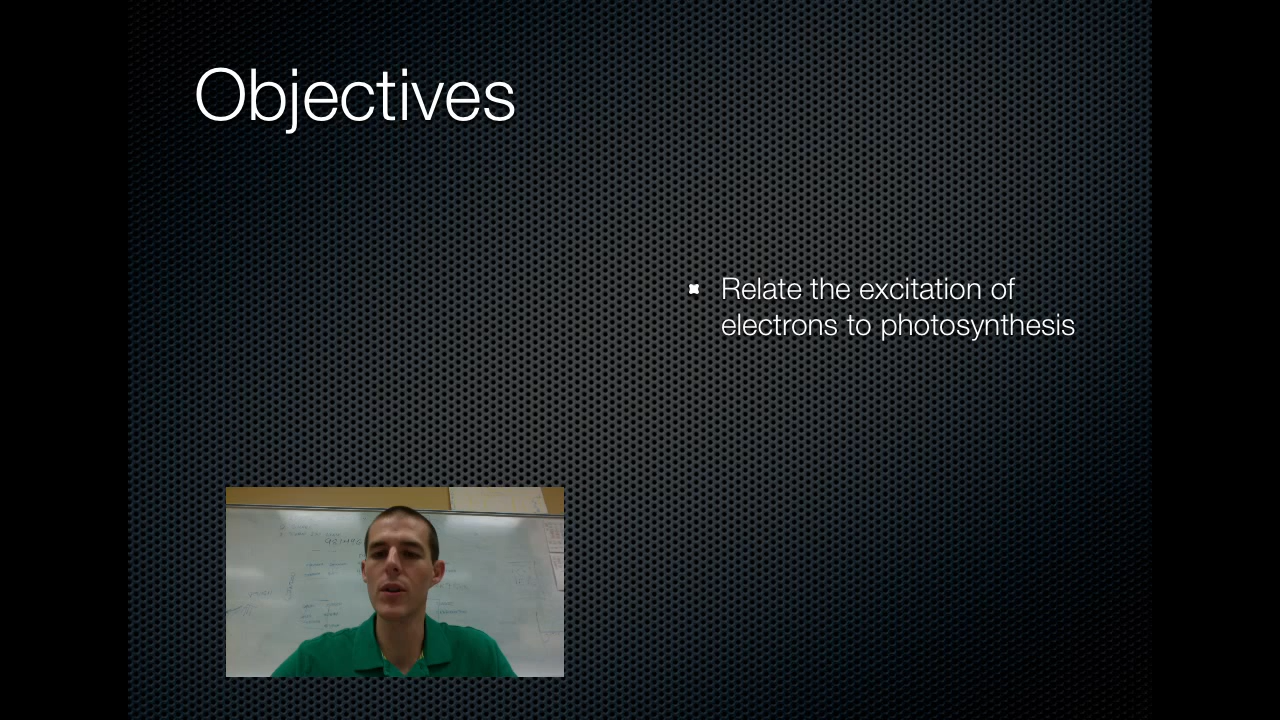 Objectives
Relate the excitation of
electrons to photosynthesis